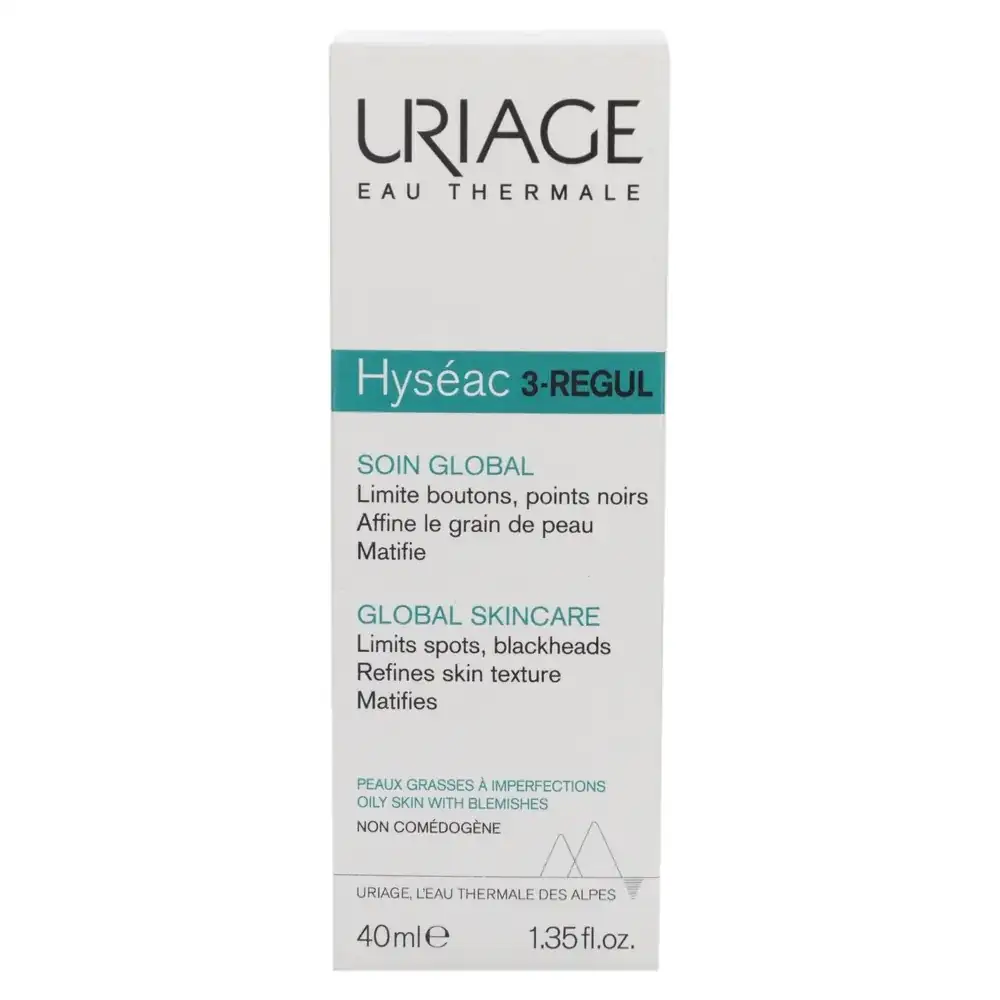 URIAGE
EAU THERMALE
Hyséac 3-REGUL
SOIN GLOBAL
Limite boutons, points noirs
Affine le grain de peau
Matifie
GLOBAL SKINCARE
Limits spots, blackheads
Refines skin texture
Matifies
PEAUX GRASSES À IMPERFECTIONS
OILY SKIN WITH BLEMISHES
NON COMÉDOGÈNE
URIAGE, L'EAU THERMALE DES ALPES
40ml℮ 1.35fl.oz.